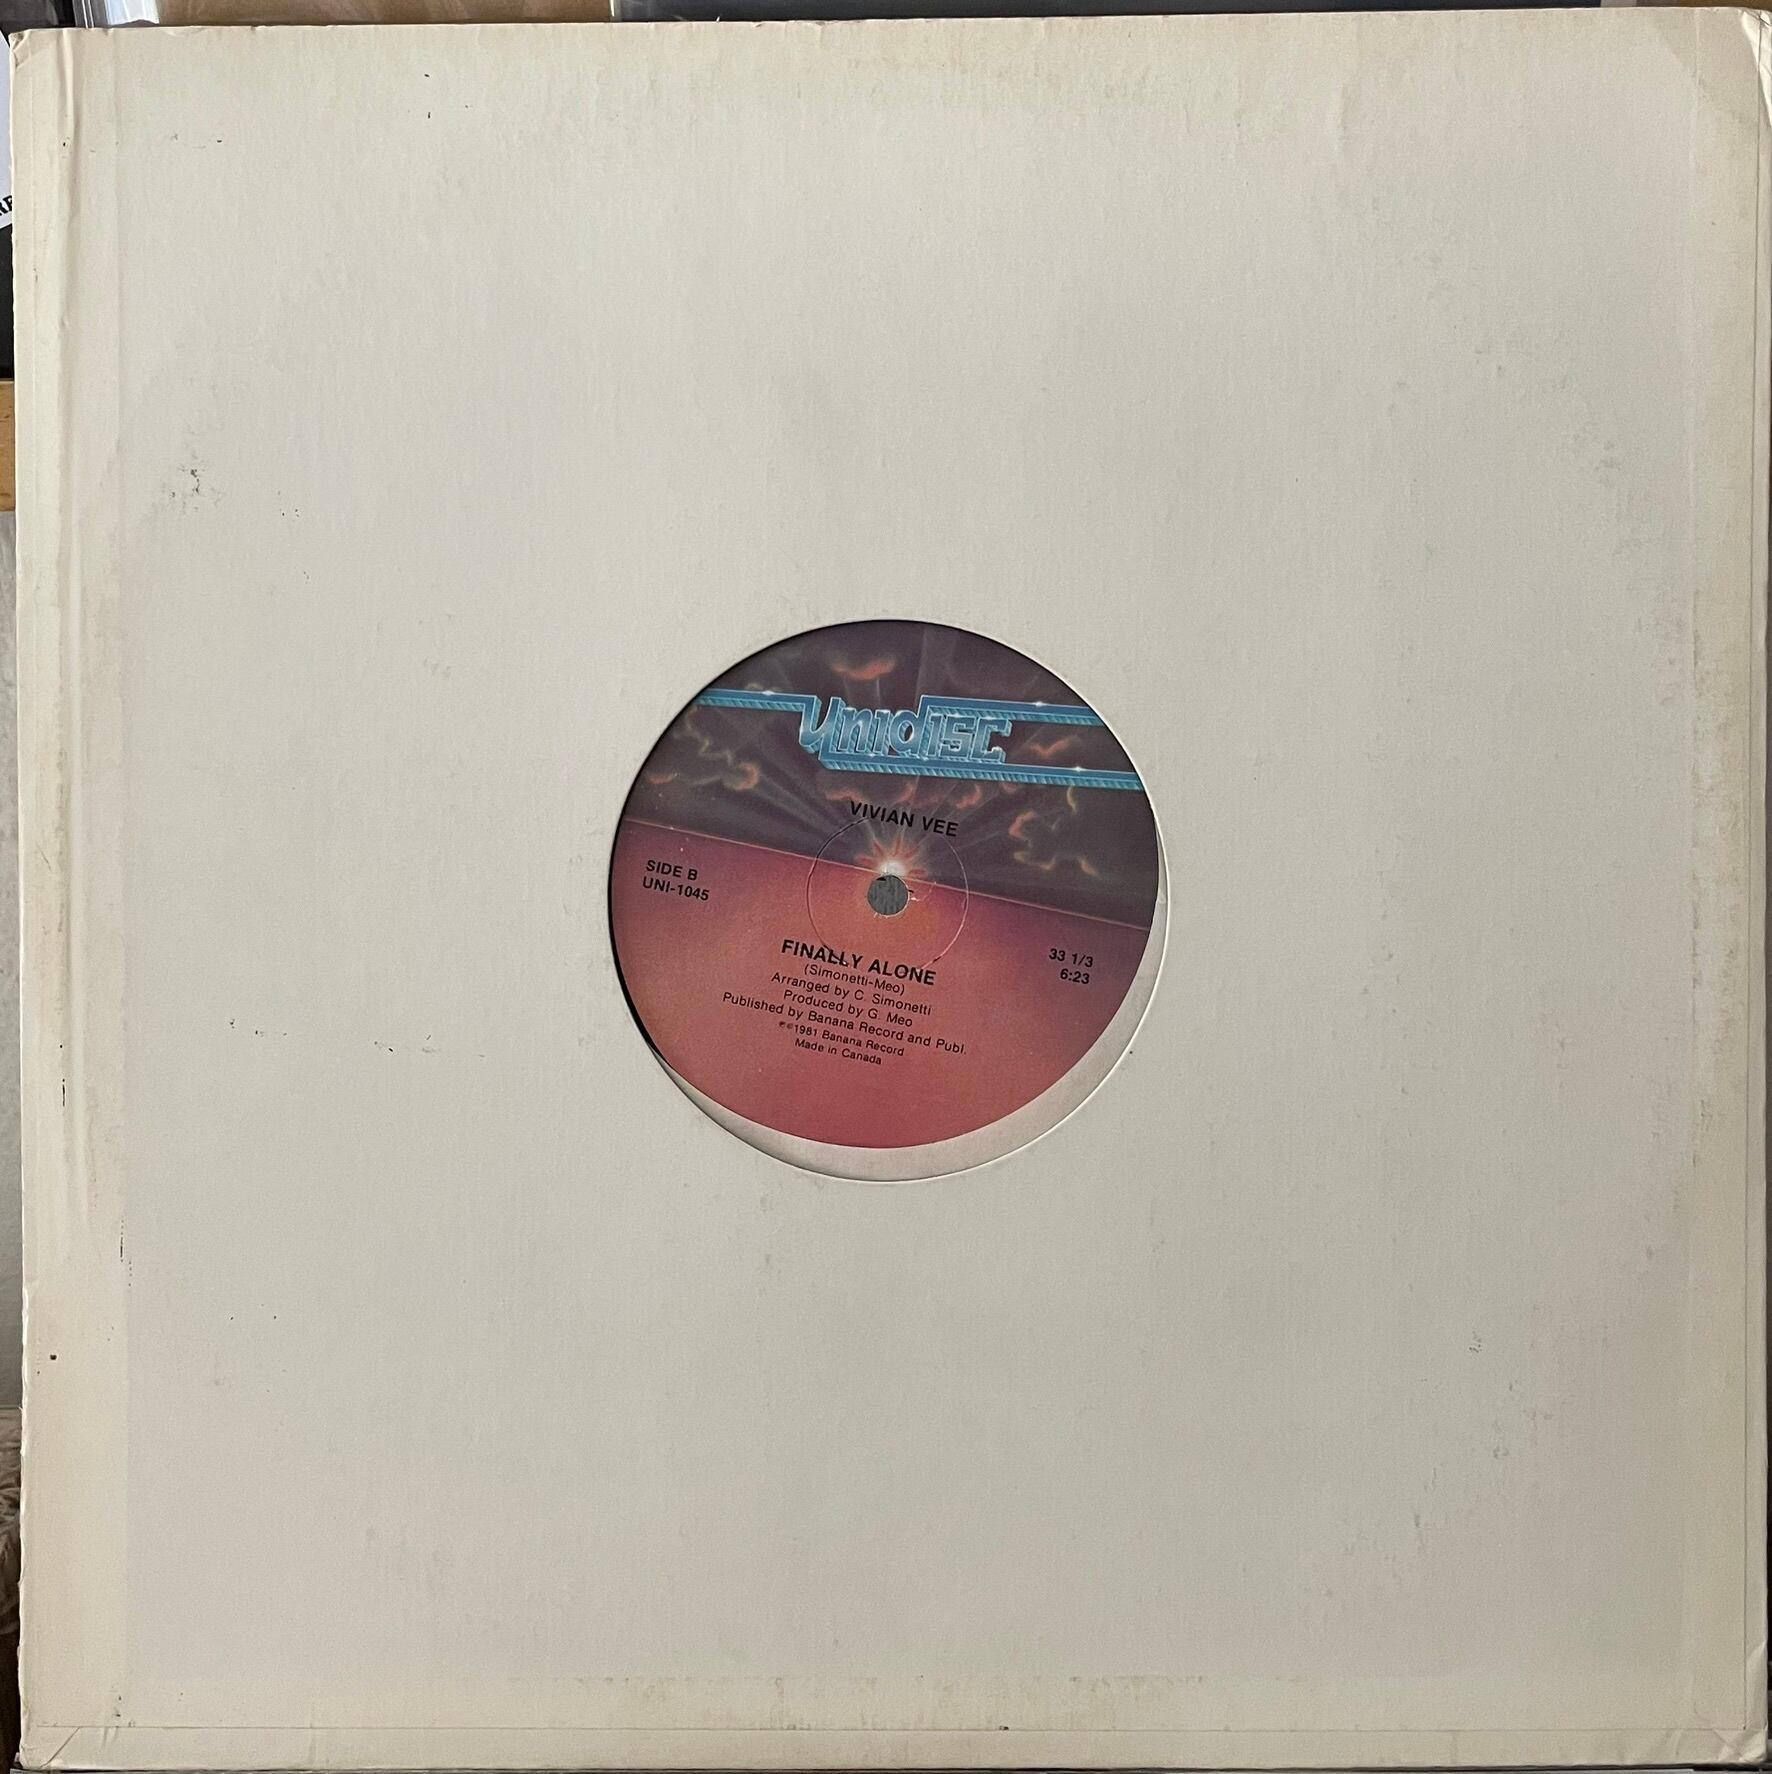 Unidisc
VIVIAN VEE
SIDE B
UNI-1045
33 1/3
6:23
FINALLY ALONE
(Simonetti-Meo)
Arranged by C. Simonetti
Produced by G. Meo
Published by Banana Record and Publ.
℗©1981 Banana Record
Made in Canada